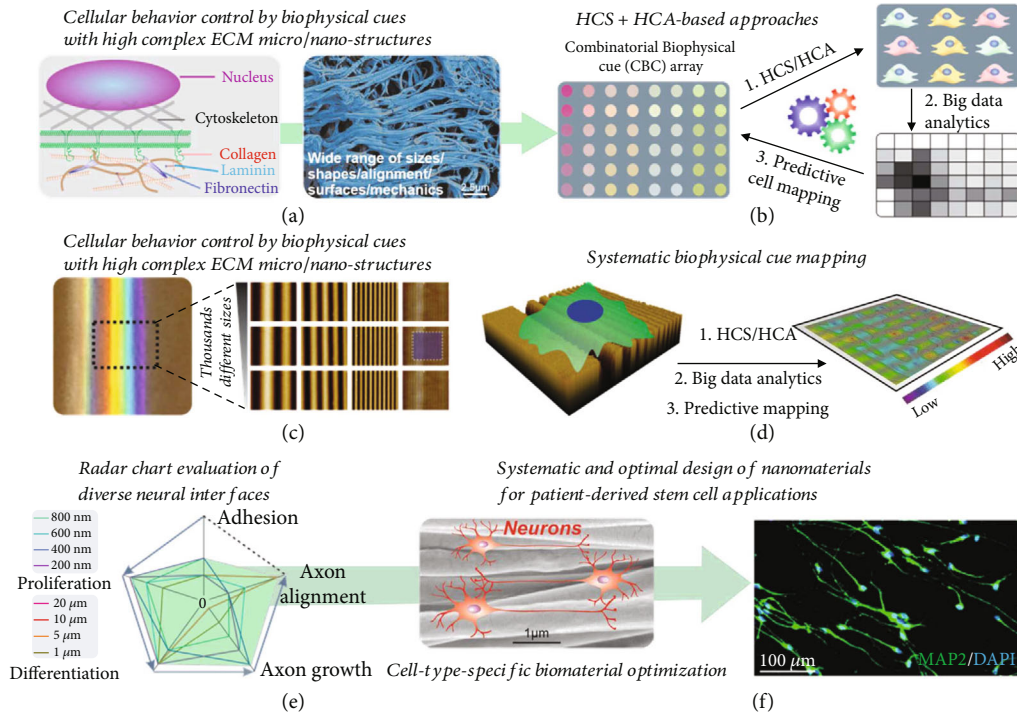 Cellular behavior control by biophysical cues
with high complex ECM micro/nano-structures
Nucleus
Cytoskeleton
Collagen
Laminin
Fibronectin
Wide range of sizes/
shapes/alignment/
surfaces/mechanics
2.5µm
(a)
HCS + HCA-based approaches
Combinatorial Biophysical
cue (CBC) array
1. HCS/HCA
2. Big data
analytics
3. Predictive
cell mapping
(b)
Cellular behavior control by biophysical cues
with high complex ECM micro/nano-structures
Thousands
different sizes
(c)
Systematic biophysical cue mapping
1. HCS/HCA
2. Big data analytics
3. Predictive mapping
High
Low
(d)
Radar chart evaluation of
diverse neural inter faces
800 nm
600 nm
400 nm
200 nm
20 µm
10 µm
5 µm
1 µm
Adhesion
Proliferation
0
Axon
alignment
Differentiation
Axon growth
(e)
Systematic and optimal design of nanomaterials
for patient-derived stem cell applications
Neurons
1µm
Cell-type-specific biomaterial optimization
100 µm
MAP2/DAPI
(f)